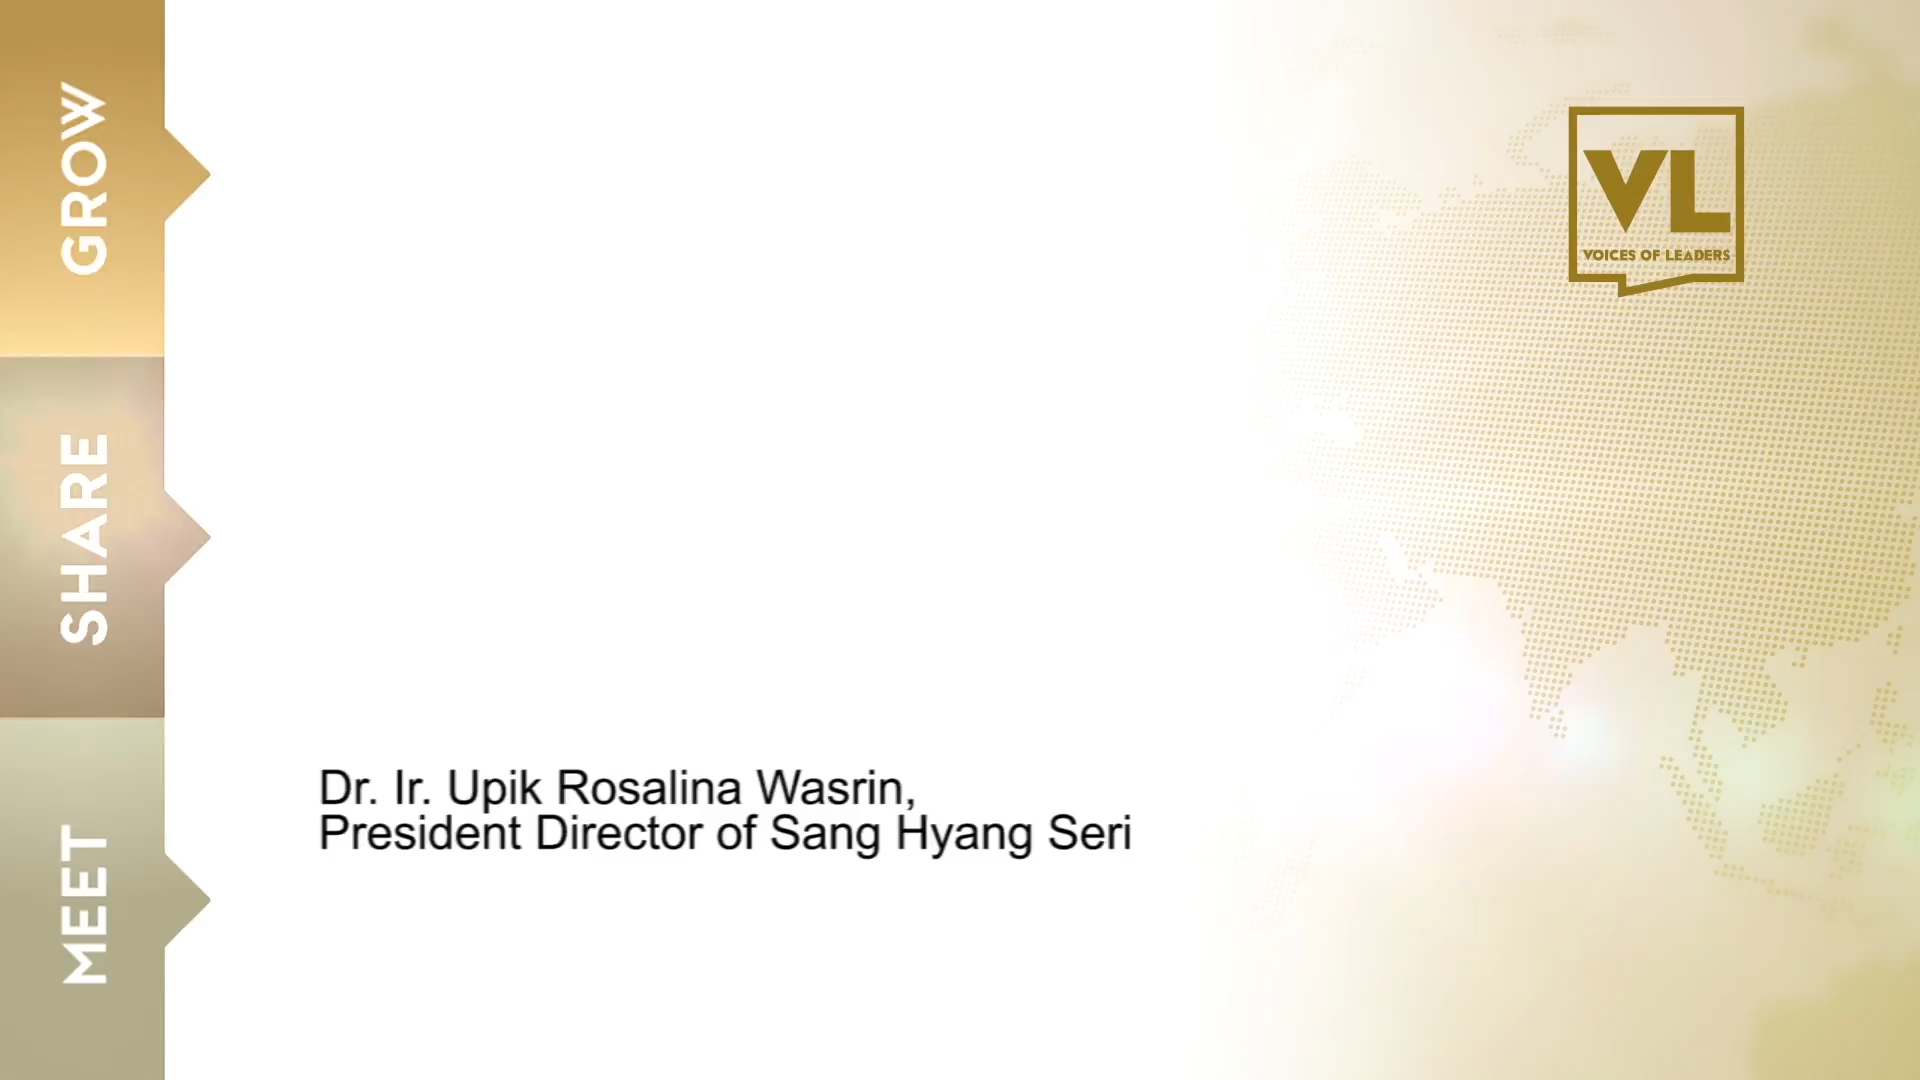 GROW
SHARE
MEET
VL
VOICES OF LEADERS
Dr. Ir. Upik Rosalina Wasrin,
President Director of Sang Hyang Seri